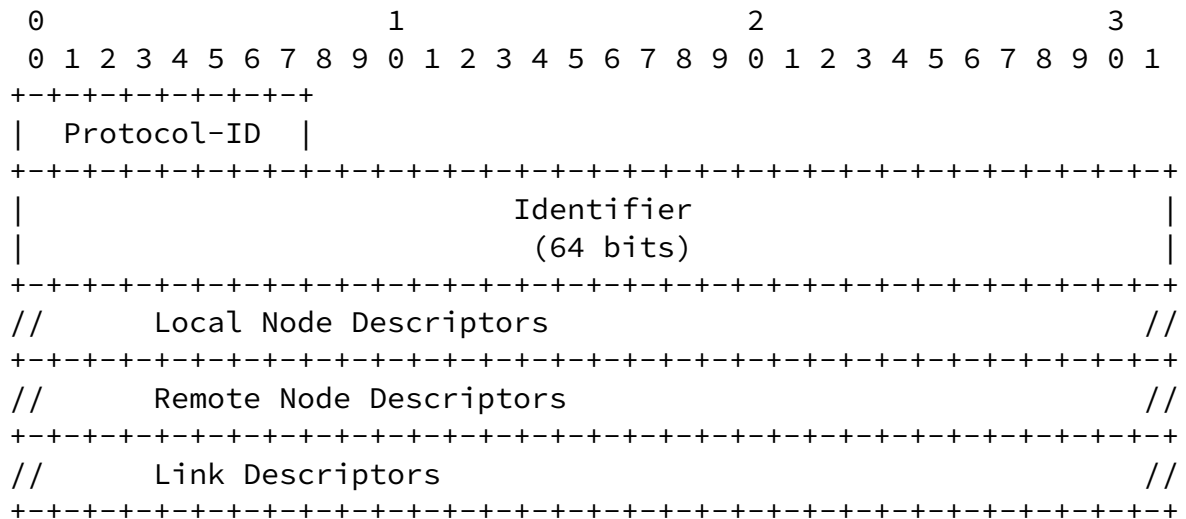 0                   1                   2                   3
 0 1 2 3 4 5 6 7 8 9 0 1 2 3 4 5 6 7 8 9 0 1 2 3 4 5 6 7 8 9 0 1
+-+-+-+-+-+-+-+-+
|  Protocol-ID  |
+-+-+-+-+-+-+-+-+-+-+-+-+-+-+-+-+-+-+-+-+-+-+-+-+-+-+-+-+-+-+-+-+
|                           Identifier                          |
|                            (64 bits)                          |
+-+-+-+-+-+-+-+-+-+-+-+-+-+-+-+-+-+-+-+-+-+-+-+-+-+-+-+-+-+-+-+-+
//      Local Node Descriptors                                 //
+-+-+-+-+-+-+-+-+-+-+-+-+-+-+-+-+-+-+-+-+-+-+-+-+-+-+-+-+-+-+-+-+
//      Remote Node Descriptors                                //
+-+-+-+-+-+-+-+-+-+-+-+-+-+-+-+-+-+-+-+-+-+-+-+-+-+-+-+-+-+-+-+-+
//      Link Descriptors                                       //
+-+-+-+-+-+-+-+-+-+-+-+-+-+-+-+-+-+-+-+-+-+-+-+-+-+-+-+-+-+-+-+-+